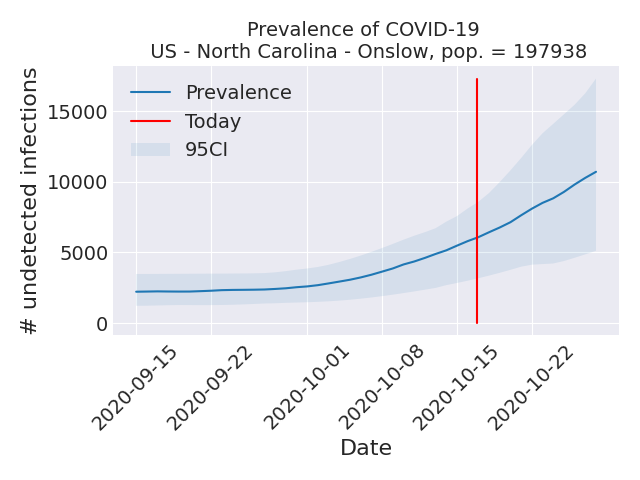 Prevalence of COVID-19
US - North Carolina - Onslow, pop. = 197938
# undetected infections
15000
10000
5000
0
Prevalence
Today
95CI
2020-09-15
2020-09-22
2020-10-01
2020-10-08
2020-10-15
2020-10-22
Date